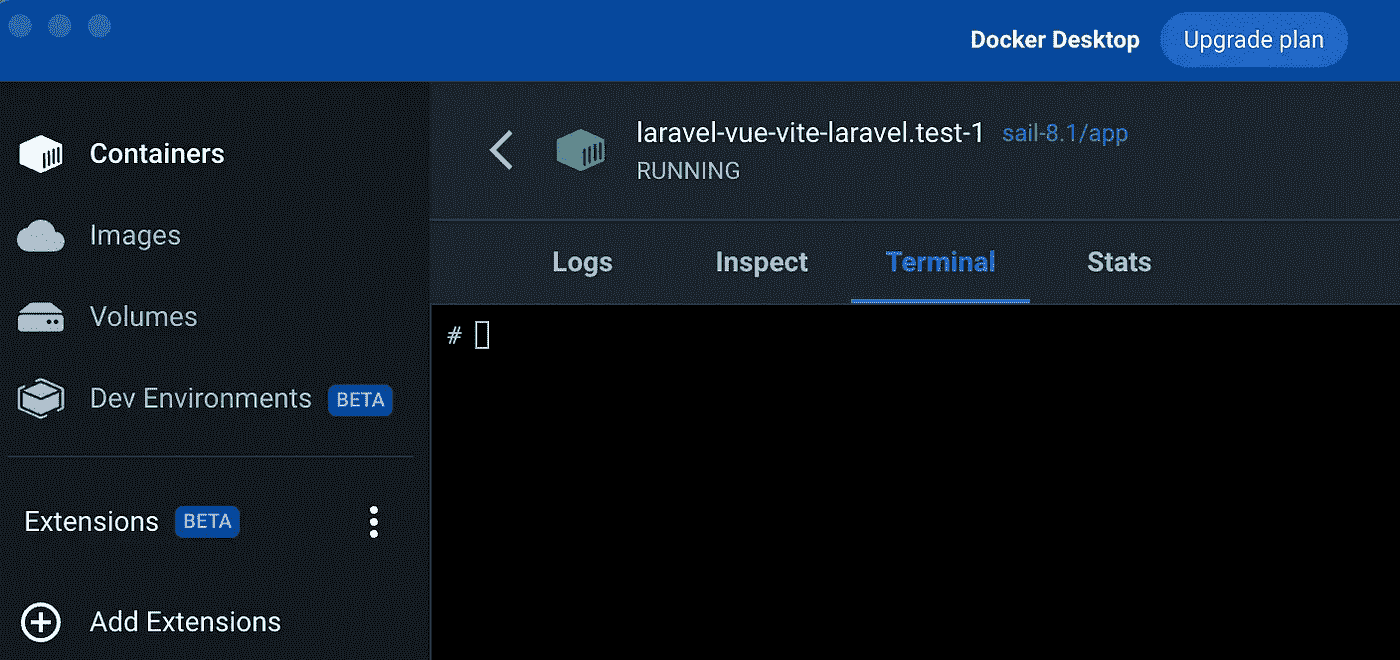 Docker Desktop Upgrade plan
Containers
Images
Volumes
Dev Environments BETA
Extensions BETA
Add Extensions
laravel-vue-vite-laravel.test-1 sail-8.1/app
RUNNING
Logs Inspect Terminal Stats
#